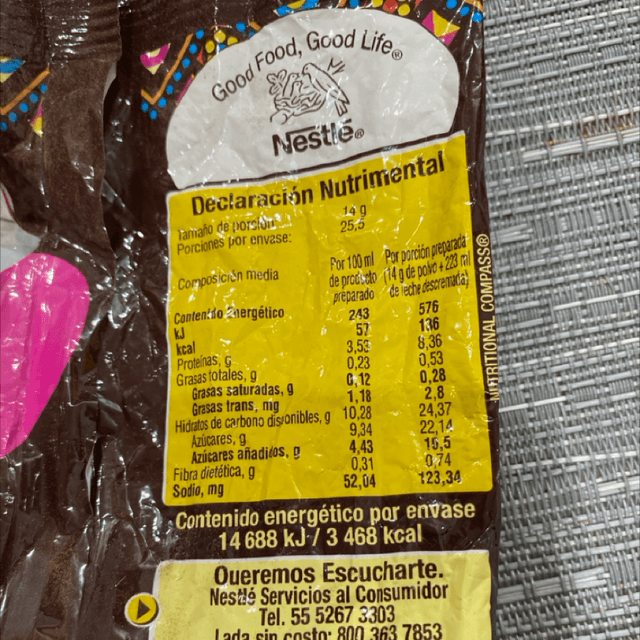 Good Food, Good Life®
Nestlé®
Declaración Nutrimental
Tamaño de porción: 14 g
Porciones por envase: 25,5
Composición media Por 100 ml de producto preparado Por porción preparada (14 g de polvo + 223 ml de leche descremada)
Contenido Energético
kJ 243 576
kcal 57 136
Proteínas, g 3,53 8,36
Grasas totales, g 0,23 0,53
Grasas saturadas, g 0,12 0,28
Grasas trans, mg 1,18 2,8
Hidratos de carbono disponibles, g 10,28 24,37
Azúcares, g 9,34 22,14
Azúcares añadidos, g 4,43 10,5
Fibra dietética, g 0,31 0,74
Sodio, mg 52,04 123,34
NUTRITIONAL COMPASS®
Contenido energético por envase
14 688 kJ / 3 468 kcal
Queremos Escucharte.
Nestlé Servicios al Consumidor
Tel. 55 5267 3303
Lada sin costo: 800 363 7853